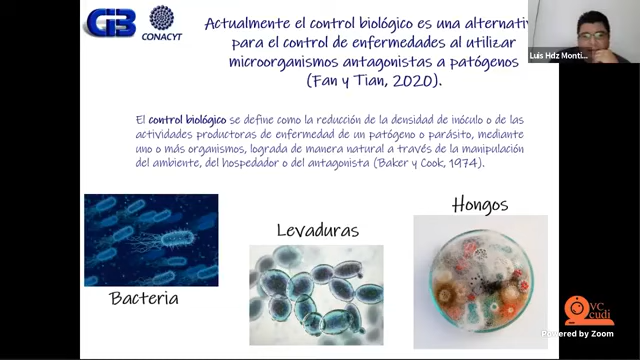 CIB
CONACYT
Actualmente el control biológico es una alternativ
para el control de enfermedades al utilizar
microorganismos antagonistas a patógenos
(Fan y Tian, 2020).
Luis Hdz Monti...
El control biológico se define como la reducción de la densidad de inóculo o de las
actividades productoras de enfermedad de un patógeno o parásito, mediante
uno o más organismos, lograda de manera natural a través de la manipulación
del ambiente, del hospedador o del antagonista (Baker y Cook, 1974).
Hongos
Levaduras
Bacteria
VC
cudi
Powered by Zoom